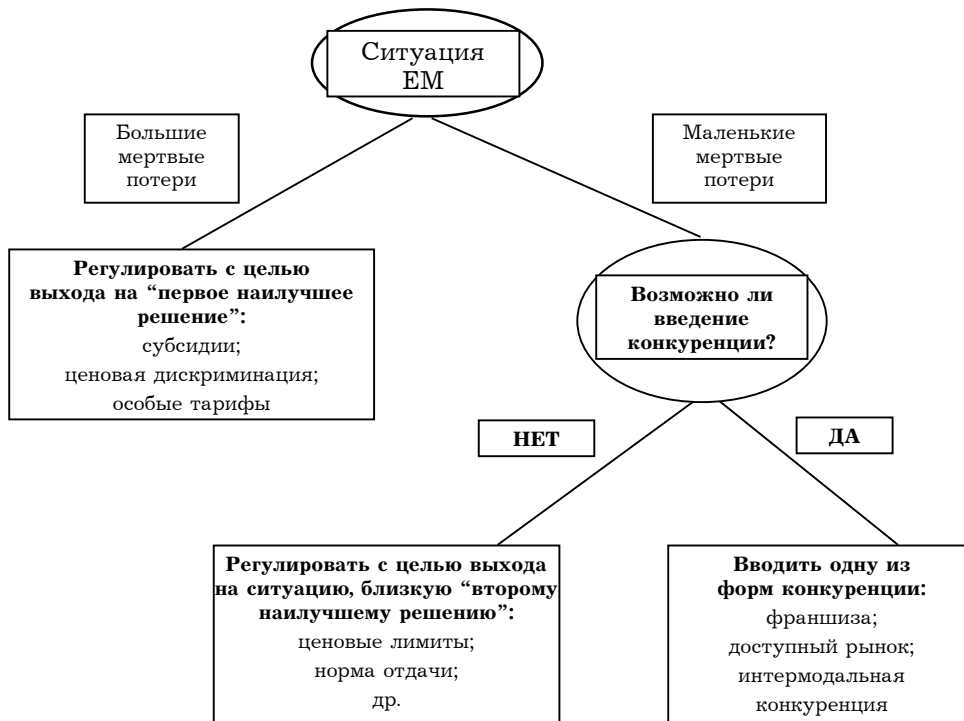 Ситуация
ЕМ
Большие
мертвые
потери
Маленькие
мертвые
потери
Регулировать с целью
выхода на “первое наилучшее
решение”:
субсидии;
ценовая дискриминация;
особые тарифы
Возможно ли
введение
конкуренции?
НЕТ
ДА
Регулировать с целью выхода
на ситуацию, близкую “второму
наилучшему решению”:
ценовые лимиты;
норма отдачи;
др.
Вводить одну из
форм конкуренции:
франшиза;
доступный рынок;
интермодальная
конкуренция